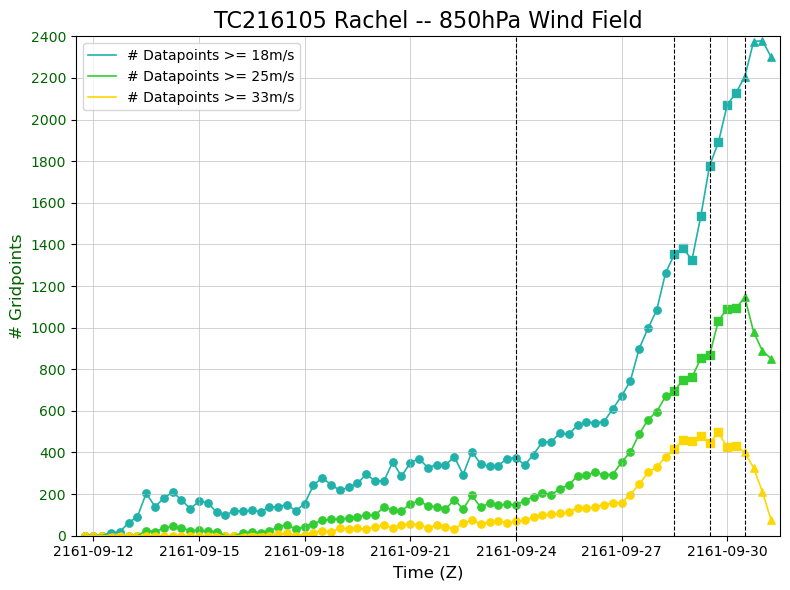 TC216105 Rachel -- 850hPa Wind Field
# Datapoints >= 18m/s
# Datapoints >= 25m/s
# Datapoints >= 33m/s
# Gridpoints
2400
2200
2000
1800
1600
1400
1200
1000
800
600
400
200
0
2161-09-12 2161-09-15 2161-09-18 2161-09-21 2161-09-24 2161-09-27 2161-09-30
Time (Z)